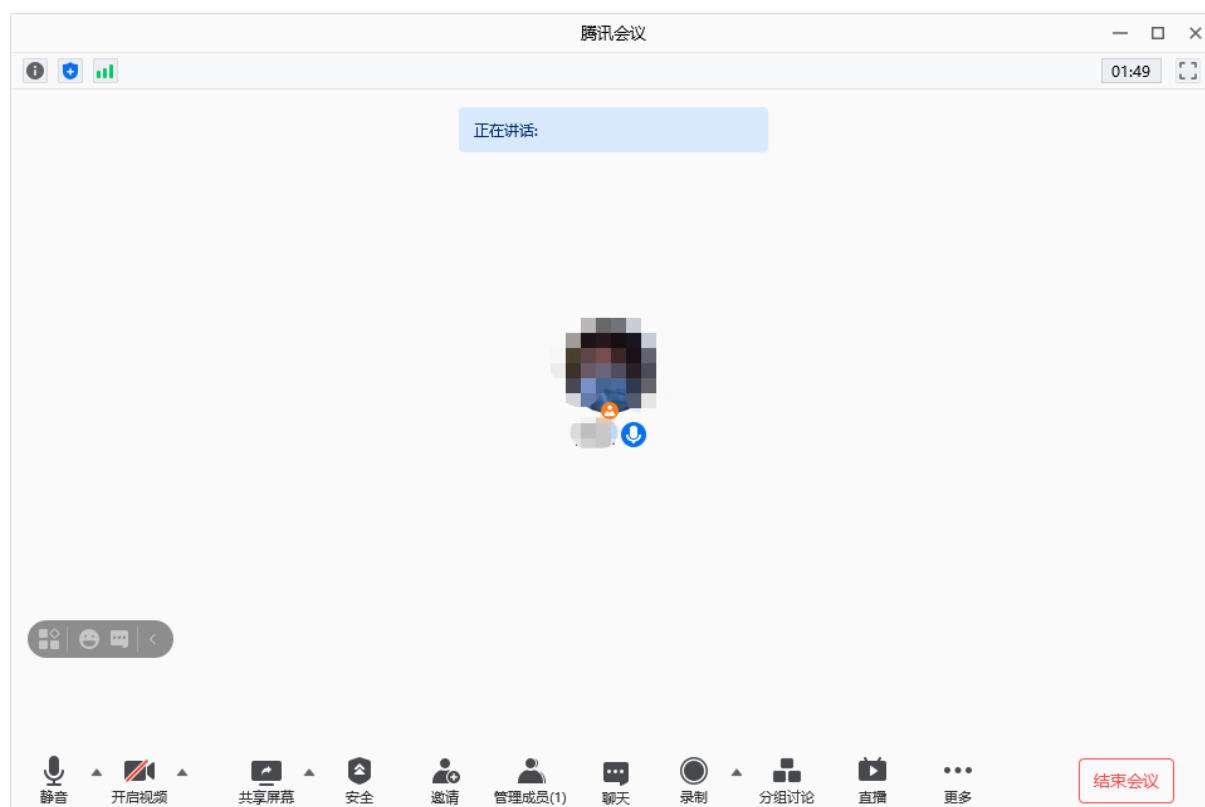 腾讯会议
01:49
正在讲话:
静音
开启视频
共享屏幕
安全
邀请
管理成员(1)
聊天
录制
分组讨论
直播
更多
结束会议